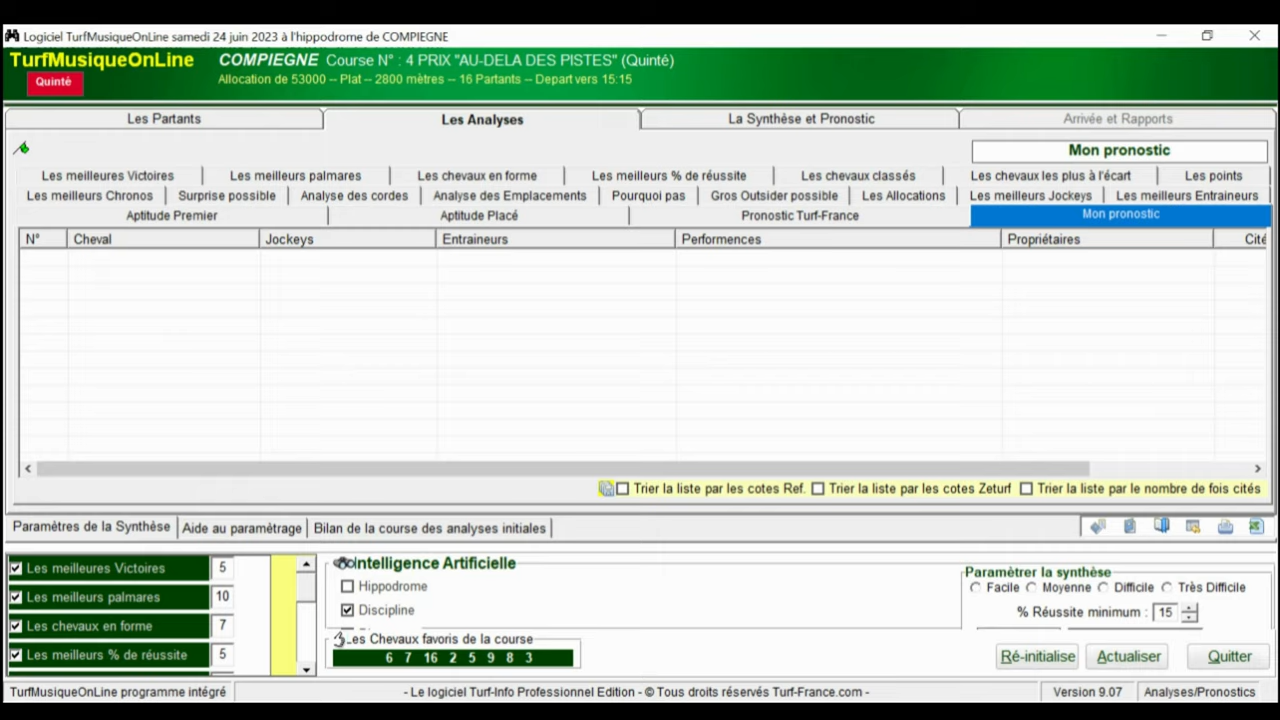 Logiciel TurfMusiqueOnLine samedi 24 juin 2023 à l'hippodrome de COMPIEGNE
TurfMusiqueOnLine COMPIEGNE Course N° : 4 PRIX "AU-DELA DES PISTES" (Quinté)
Quintè Allocation de 53000 -- Plat -- 2800 mètres -- 16 Partants -- Depart vers 15:15
Les Partants Les Analyses La Synthèse et Pronostic Arrivée et Rapports
Mon pronostic
Les meilleures Victoires Les meilleurs palmares Les chevaux en forme Les meilleurs % de réussite Les chevaux classés Les chevaux les plus à l'écart Les points
Les meilleurs Chronos Surprise possible Analyse des cordes Analyse des Emplacements Pourquoi pas Gros Outsider possible Les Allocations Les meilleurs Jockeys Les meilleurs Entraineurs
Aptitude Premier Aptitude Placé Pronostic Turf-France Mon pronostic
N° Cheval Jockeys Entraineurs Performences Propriétaires Cité
Trier la liste par les cotes Ref. Trier la liste par les cotes Zeturf Trier la liste par le nombre de fois cités
Paramètres de la Synthèse Aide au paramètrage Bilan de la course des analyses initiales
Les meilleures Victoires 5
Les meilleurs palmares 10
Les chevaux en forme 7
Les meilleurs % de réussite 5
Intelligence Artificielle
Hippodrome
Discipline
Les Chevaux favoris de la course
6 7 16 2 5 9 8 3
Paramètrer la synthèse
Facile Moyenne Difficile Très Difficile
% Réussite minimum : 15
Ré-initialise Actualiser Quitter
TurfMusiqueOnLine programme intégré - Le logiciel Turf-Info Professionnel Edition - © Tous droits réservés Turf-France.com - Version 9.07 Analyses/Pronostics